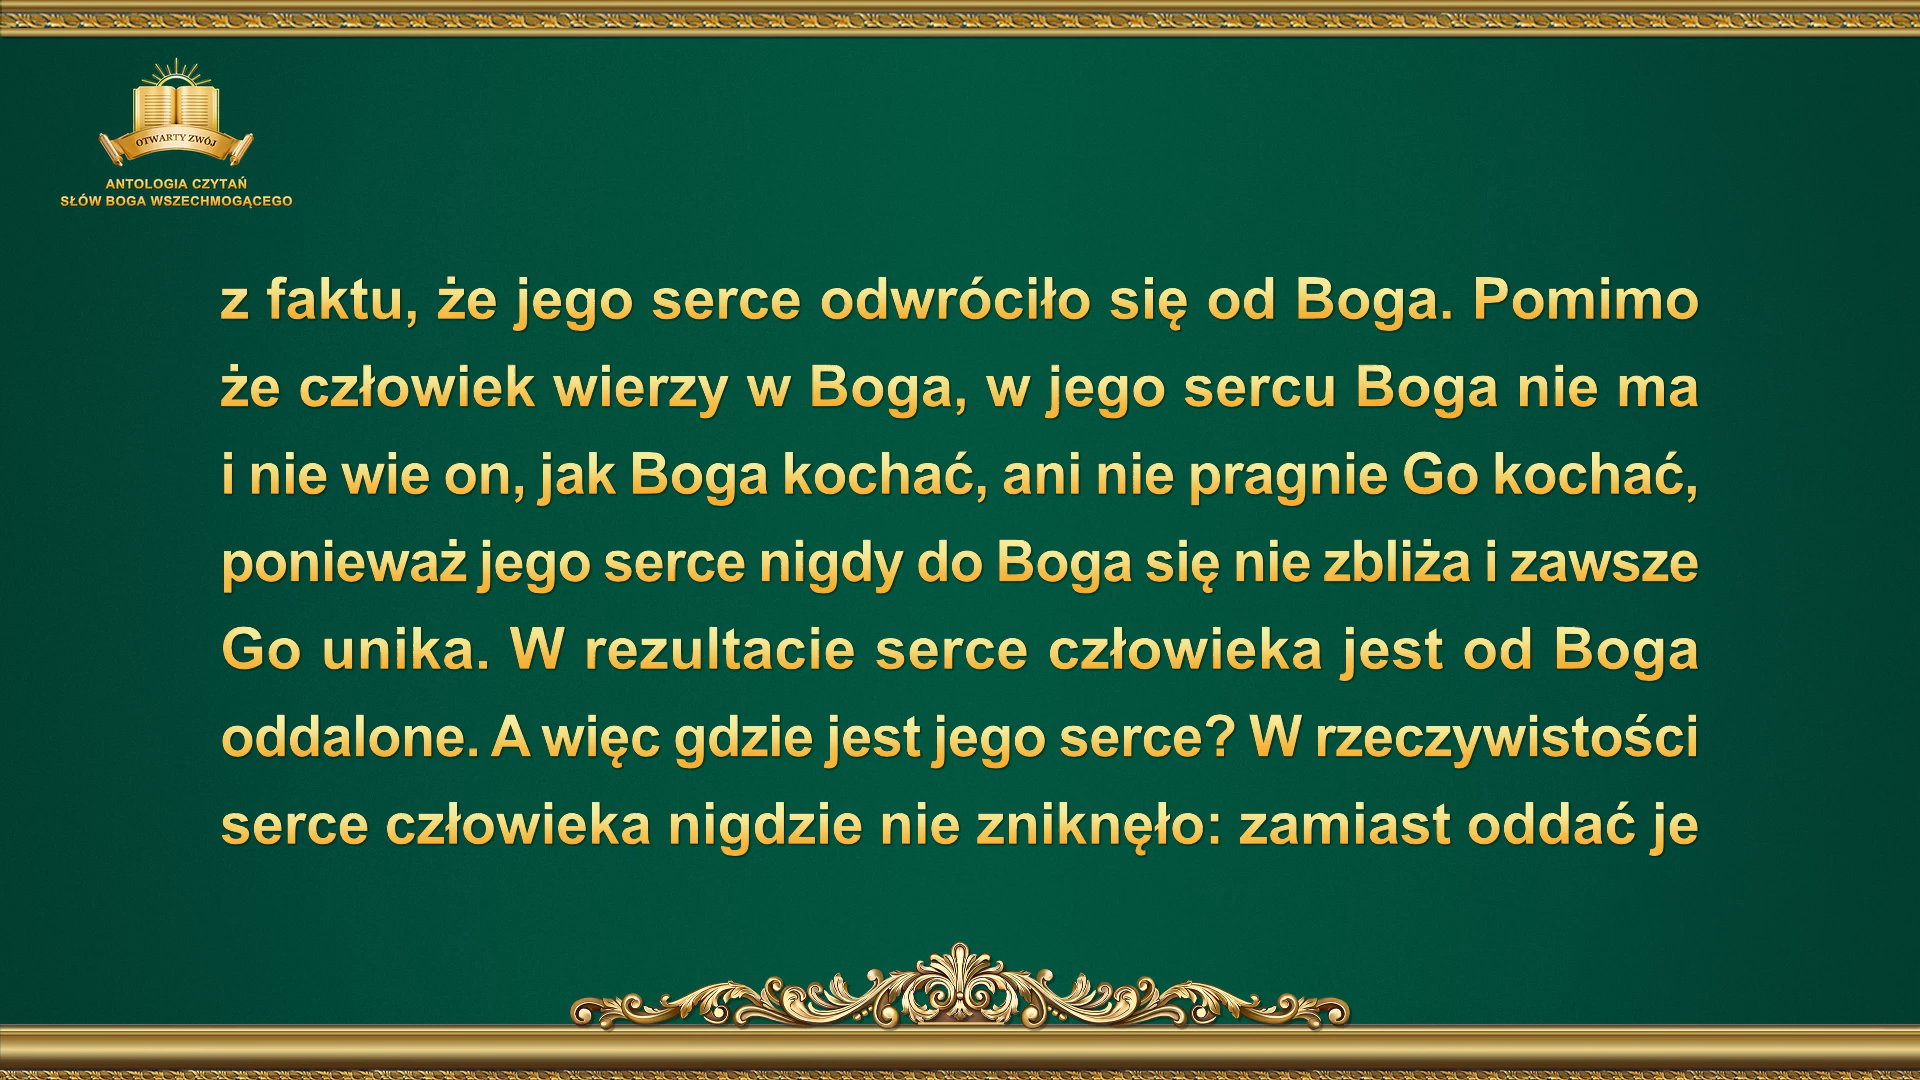 OTWARTY ZWÓJ
ANTOLOGIA CZYTAŃ
SŁÓW BOGA WSZECHMOGĄCEGO
z faktu, że jego serce odwróciło się od Boga. Pomimo
że człowiek wierzy w Boga, w jego sercu Boga nie ma
i nie wie on, jak Boga kochać, ani nie pragnie Go kochać,
ponieważ jego serce nigdy do Boga się nie zbliża i zawsze
Go unika. W rezultacie serce człowieka jest od Boga
oddalone. A więc gdzie jest jego serce? W rzeczywistości
serce człowieka nigdzie nie zniknęło: zamiast oddać je